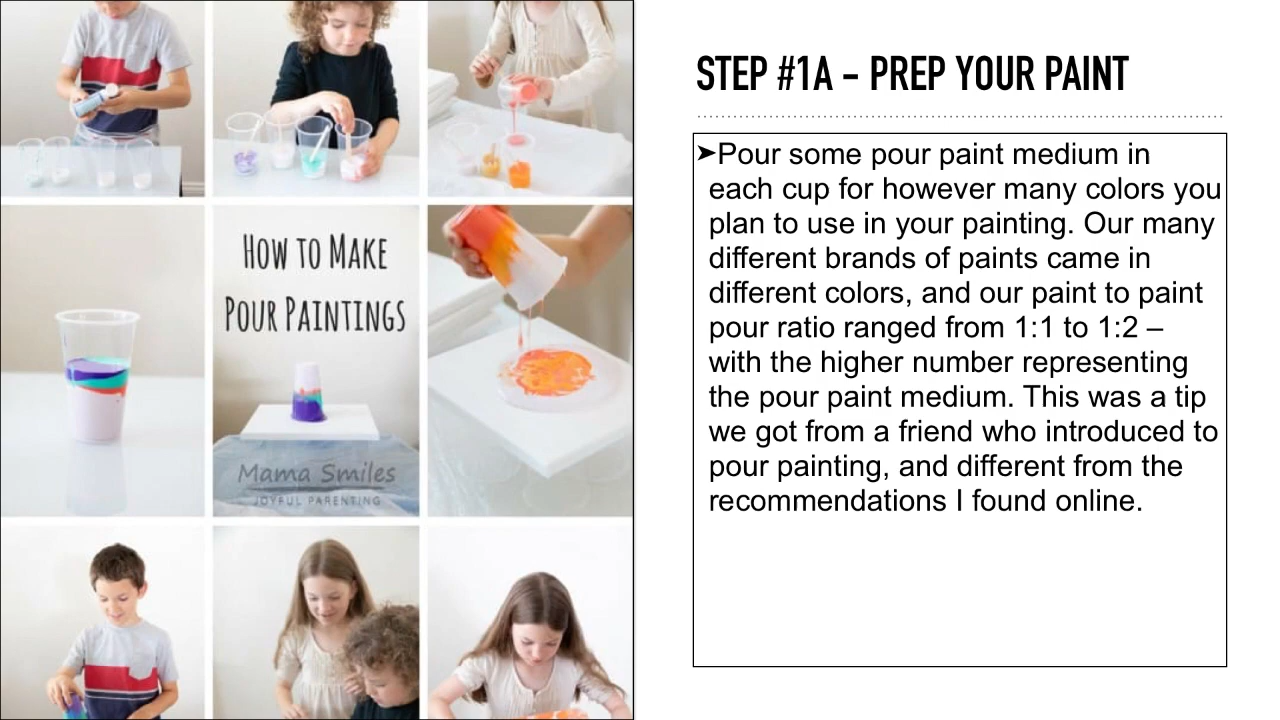 How to Make
Pour Paintings
Mama Smiles
JOYFUL PARENTING
STEP #1A – PREP YOUR PAINT
➤Pour some pour paint medium in
each cup for however many colors you
plan to use in your painting. Our many
different brands of paints came in
different colors, and our paint to paint
pour ratio ranged from 1:1 to 1:2 –
with the higher number representing
the pour paint medium. This was a tip
we got from a friend who introduced to
pour painting, and different from the
recommendations I found online.